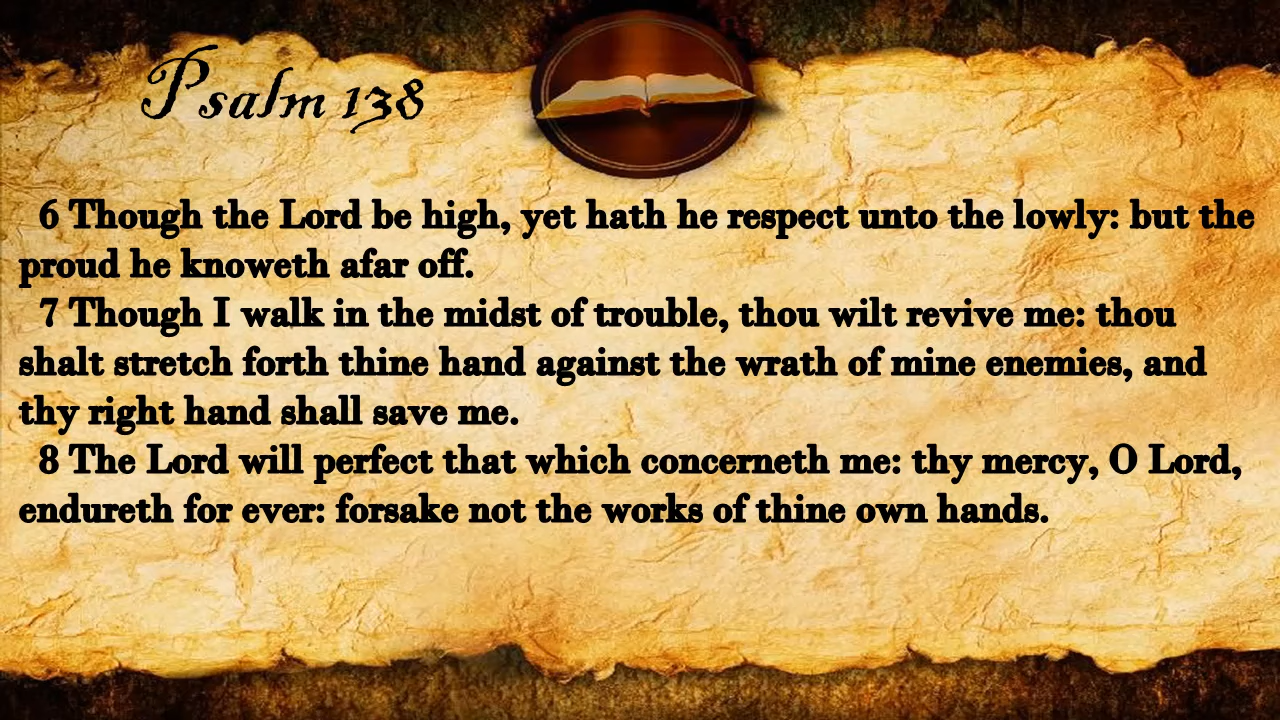 Psalm 138
6 Though the Lord be high, yet hath he respect unto the lowly: but the
proud he knoweth afar off.
7 Though I walk in the midst of trouble, thou wilt revive me: thou
shalt stretch forth thine hand against the wrath of mine enemies, and
thy right hand shall save me.
8 The Lord will perfect that which concerneth me: thy mercy, O Lord,
endureth for ever: forsake not the works of thine own hands.